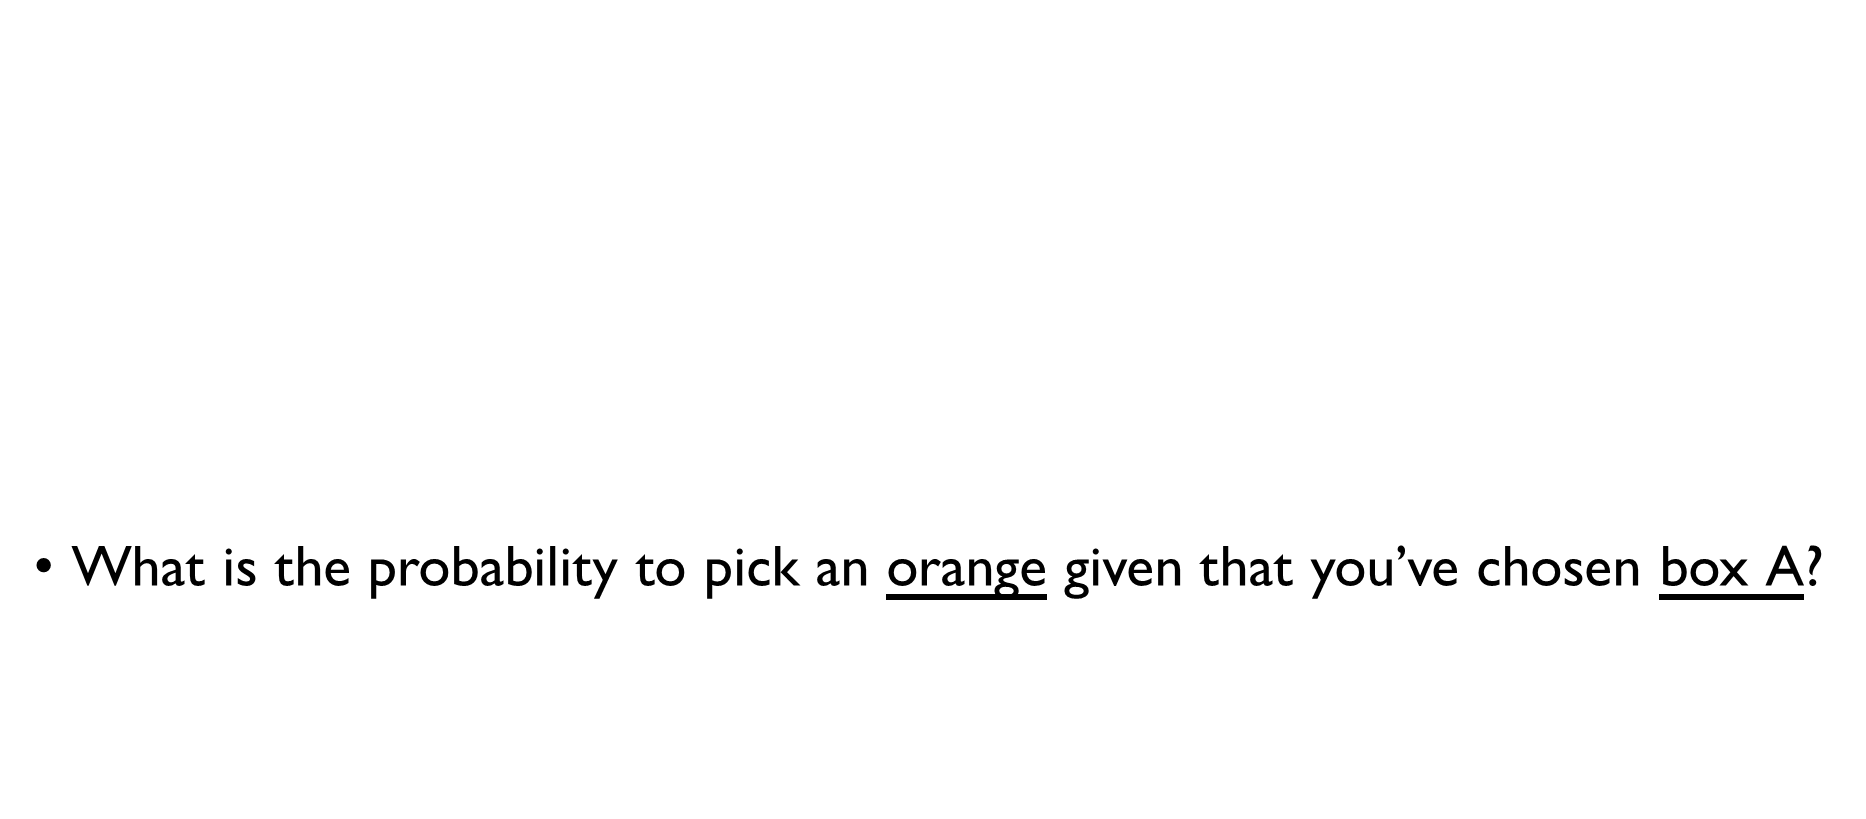 • What is the probability to pick an orange given that you’ve chosen box A?